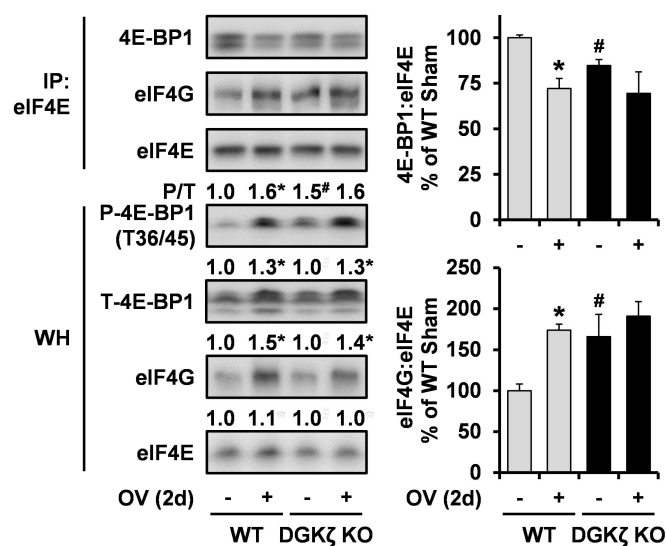 IP:
eIF4E
4E-BP1
eIF4G
eIF4E
P/T 1.0 1.6* 1.5# 1.6
WH
P-4E-BP1
(T36/45)
1.0 1.3* 1.0 1.3*
T-4E-BP1
1.0 1.5* 1.0 1.4*
eIF4G
1.0 1.1 1.0 1.0
eIF4E
OV (2d) - + - +
WT DGKζ KO
4E-BP1:eIF4E
% of WT Sham
100
75
50
25
0
* #
- + - +
eIF4G:eIF4E
% of WT Sham
250
200
150
100
50
0
* #
- + - +
WT DGKζ KO